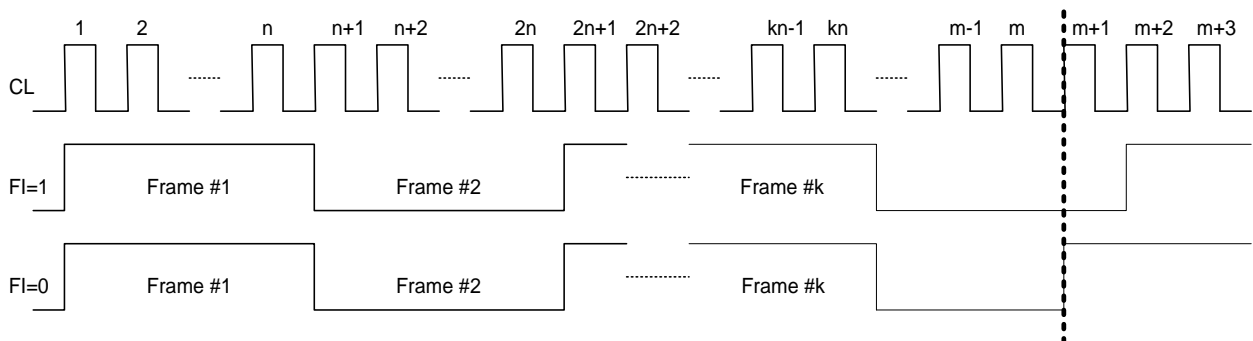 1 2 n n+1 n+2 2n 2n+1 2n+2 kn-1 kn m-1 m m+1 m+2 m+3
CL
FI=1 Frame #1 Frame #2 Frame #k
FI=0 Frame #1 Frame #2 Frame #k